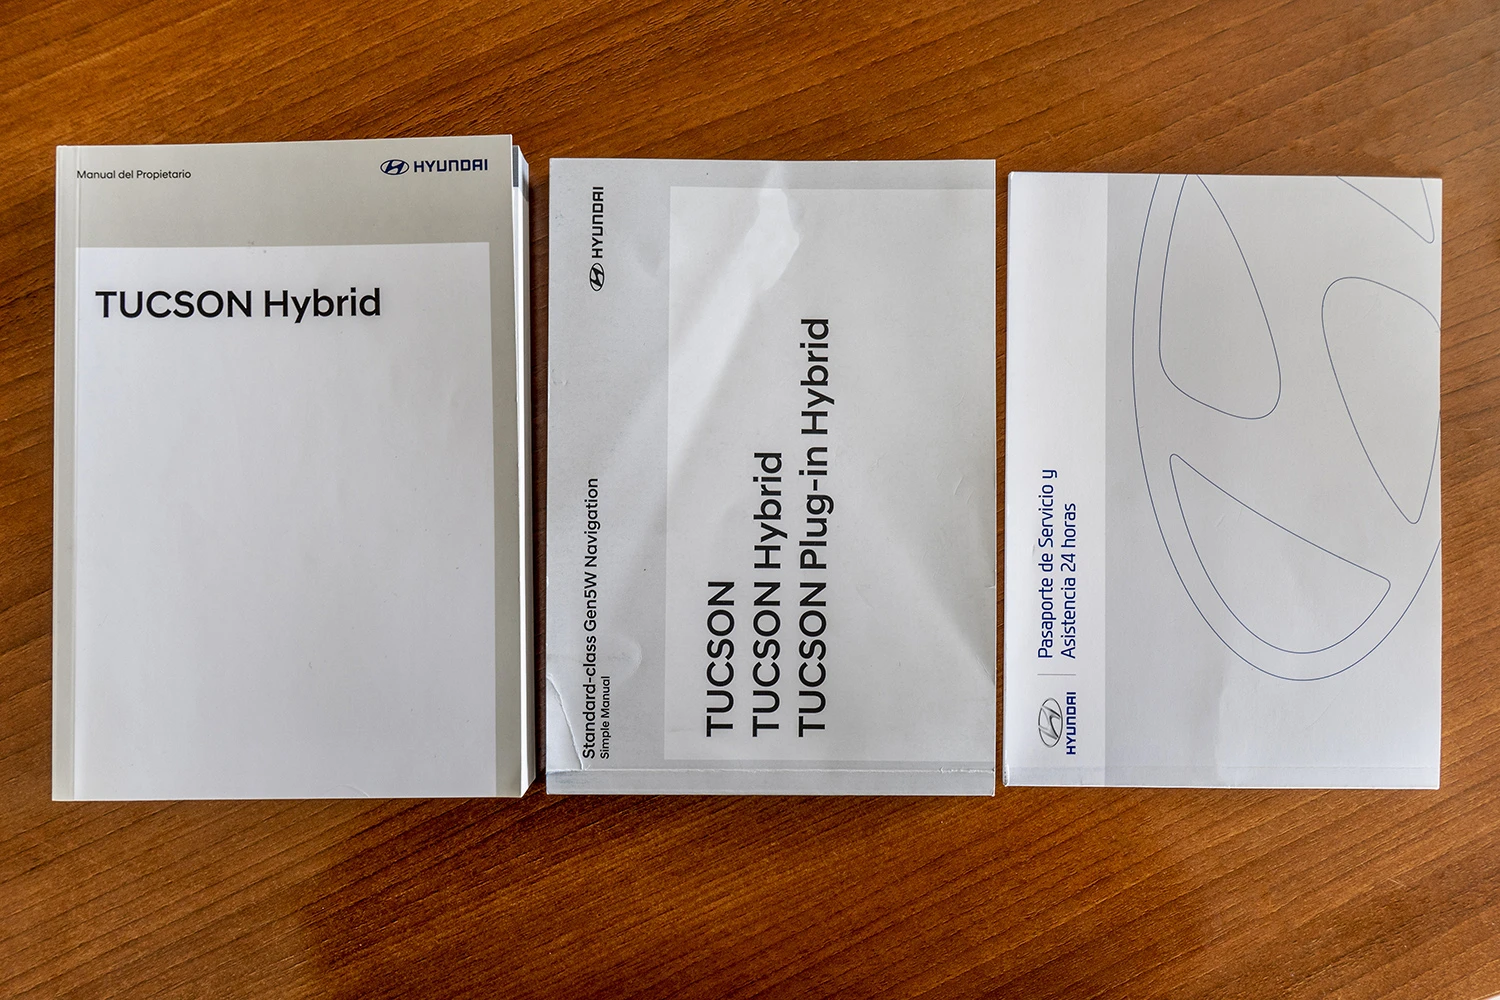 Manual del Propietario
HYUNDAI
TUCSON Hybrid
HYUNDAI
Standard-class Gen5W Navigation
Simple Manual
TUCSON
TUCSON Hybrid
TUCSON Plug-in Hybrid
HYUNDAI
Pasaporte de Servicio y
Asistencia 24 horas